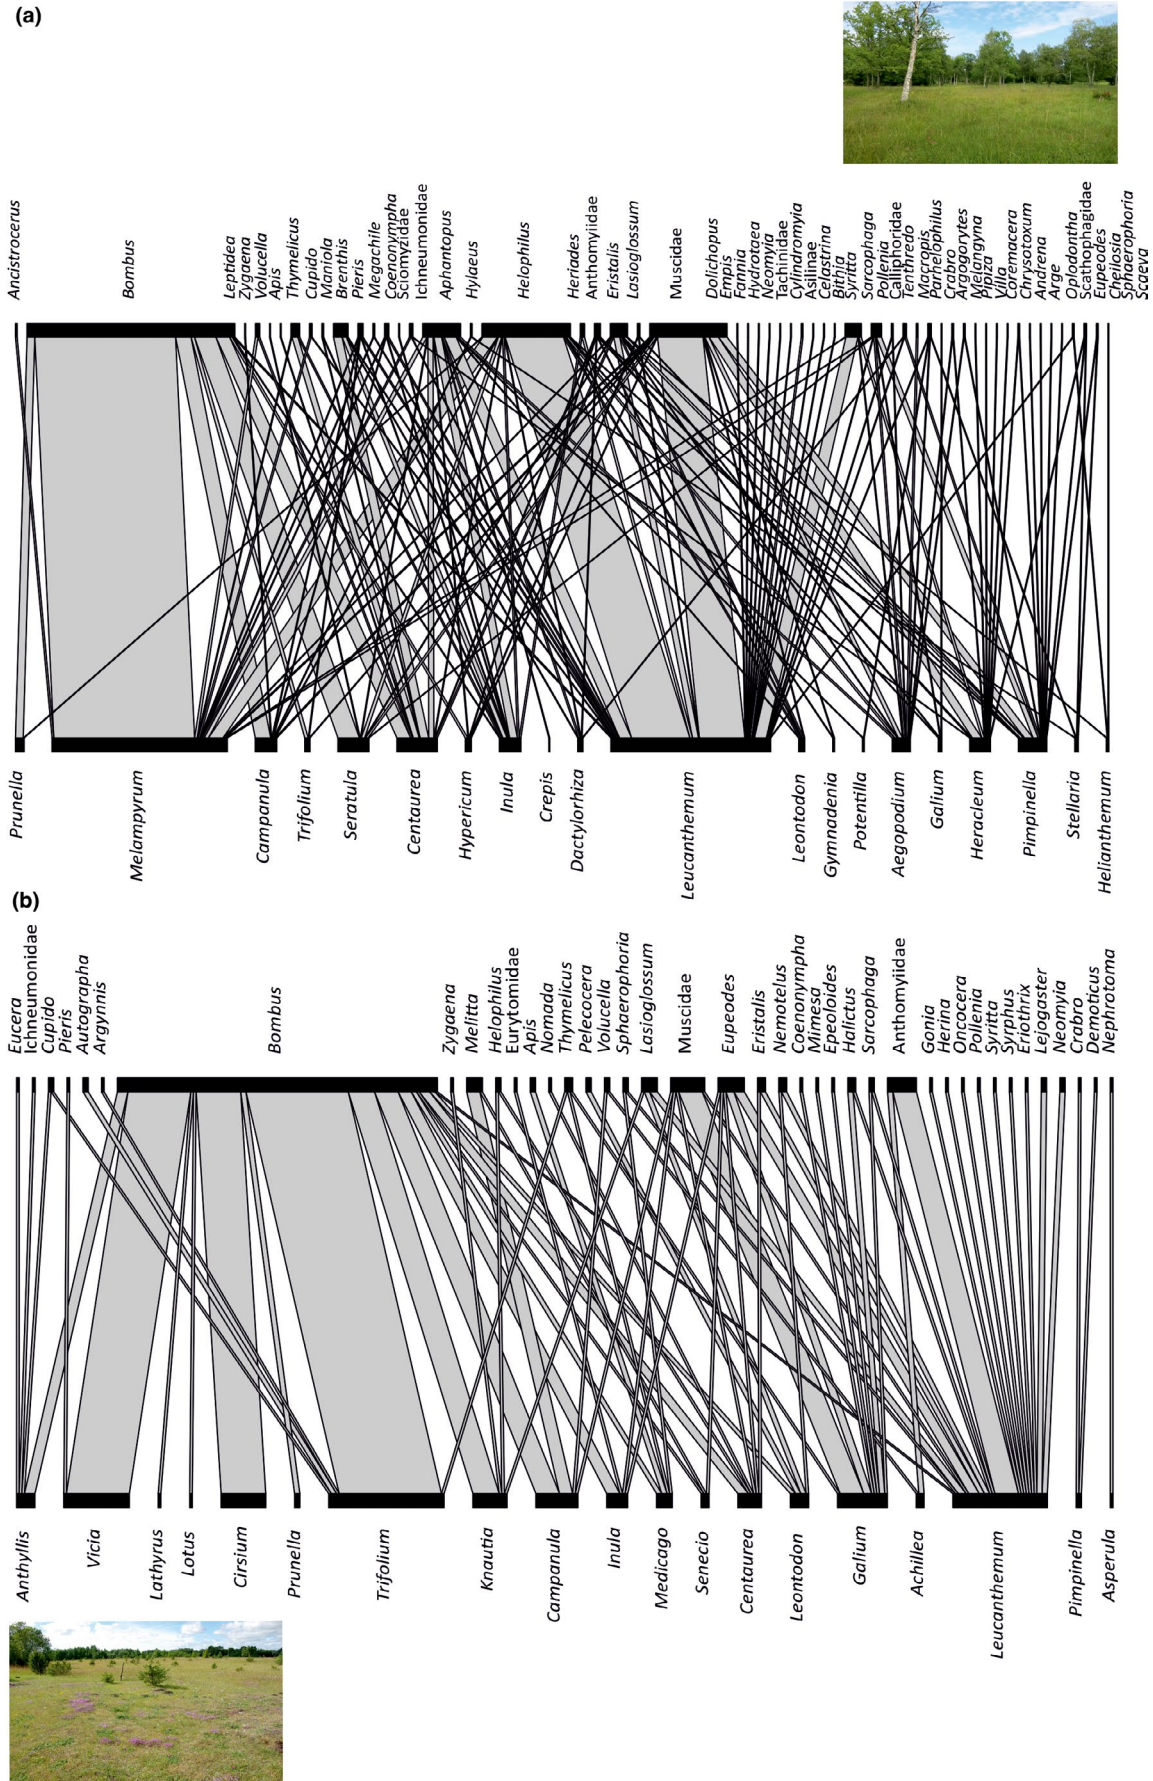 (a)
Ancistrocerus
Bombus
Leptidea
Zygaena
Volucella
Apis
Thymelicus
Cupido
Maniola
Brenthis
Pieris
Megachile
Coenonympha
Sciomyzidae
Ichneumonidae
Aphantopus
Hylaeus
Helophilus
Heriades
Anthomyiidae
Eristalis
Lasioglossum
Muscidae
Dolichopus
Empis
Fannia
Hydrotaea
Neomyia
Tachinidae
Cylindromyia
Asilinae
Celastrina
Bithia
Syritta
Sarcophaga
Pollenia
Calliphoridae
Tenthredo
Macropis
Parhelophilus
Crabro
Argogorytes
Melangyna
Pipiza
Villa
Coremacera
Chrysotoxum
Andrena
Arge
Oplodontha
Scathophagidae
Eupeodes
Cheilosia
Sphaerophoria
Scaeva
Prunella
Melampyrum
Campanula
Trifolium
Seratula
Centaurea
Hypericum
Inula
Crepis
Dactylorhiza
Leucanthemum
Leontodon
Gymnadenia
Potentilla
Aegopodium
Galium
Heracleum
Pimpinella
Stellaria
Helianthemum
(b)
Eucera
Ichneumonidae
Cupido
Pieris
Autographa
Argynnis
Bombus
Zygaena
Melitta
Helophilus
Eurytomidae
Apis
Nomada
Thymelicus
Pelecocera
Volucella
Sphaerophoria
Lasioglossum
Muscidae
Eupeodes
Eristalis
Nemotelus
Coenonympha
Mimesa
Epeoloides
Halictus
Sarcophaga
Anthomyiidae
Gonia
Herina
Oncocera
Pollenia
Syritta
Syrphus
Eriothrix
Lejogaster
Neomyia
Crabro
Demoticus
Nephrotoma
Anthyllis
Vicia
Lathyrus
Lotus
Cirsium
Prunella
Trifolium
Knautia
Campanula
Inula
Medicago
Senecio
Centaurea
Leontodon
Galium
Achillea
Leucanthemum
Pimpinella
Asperula